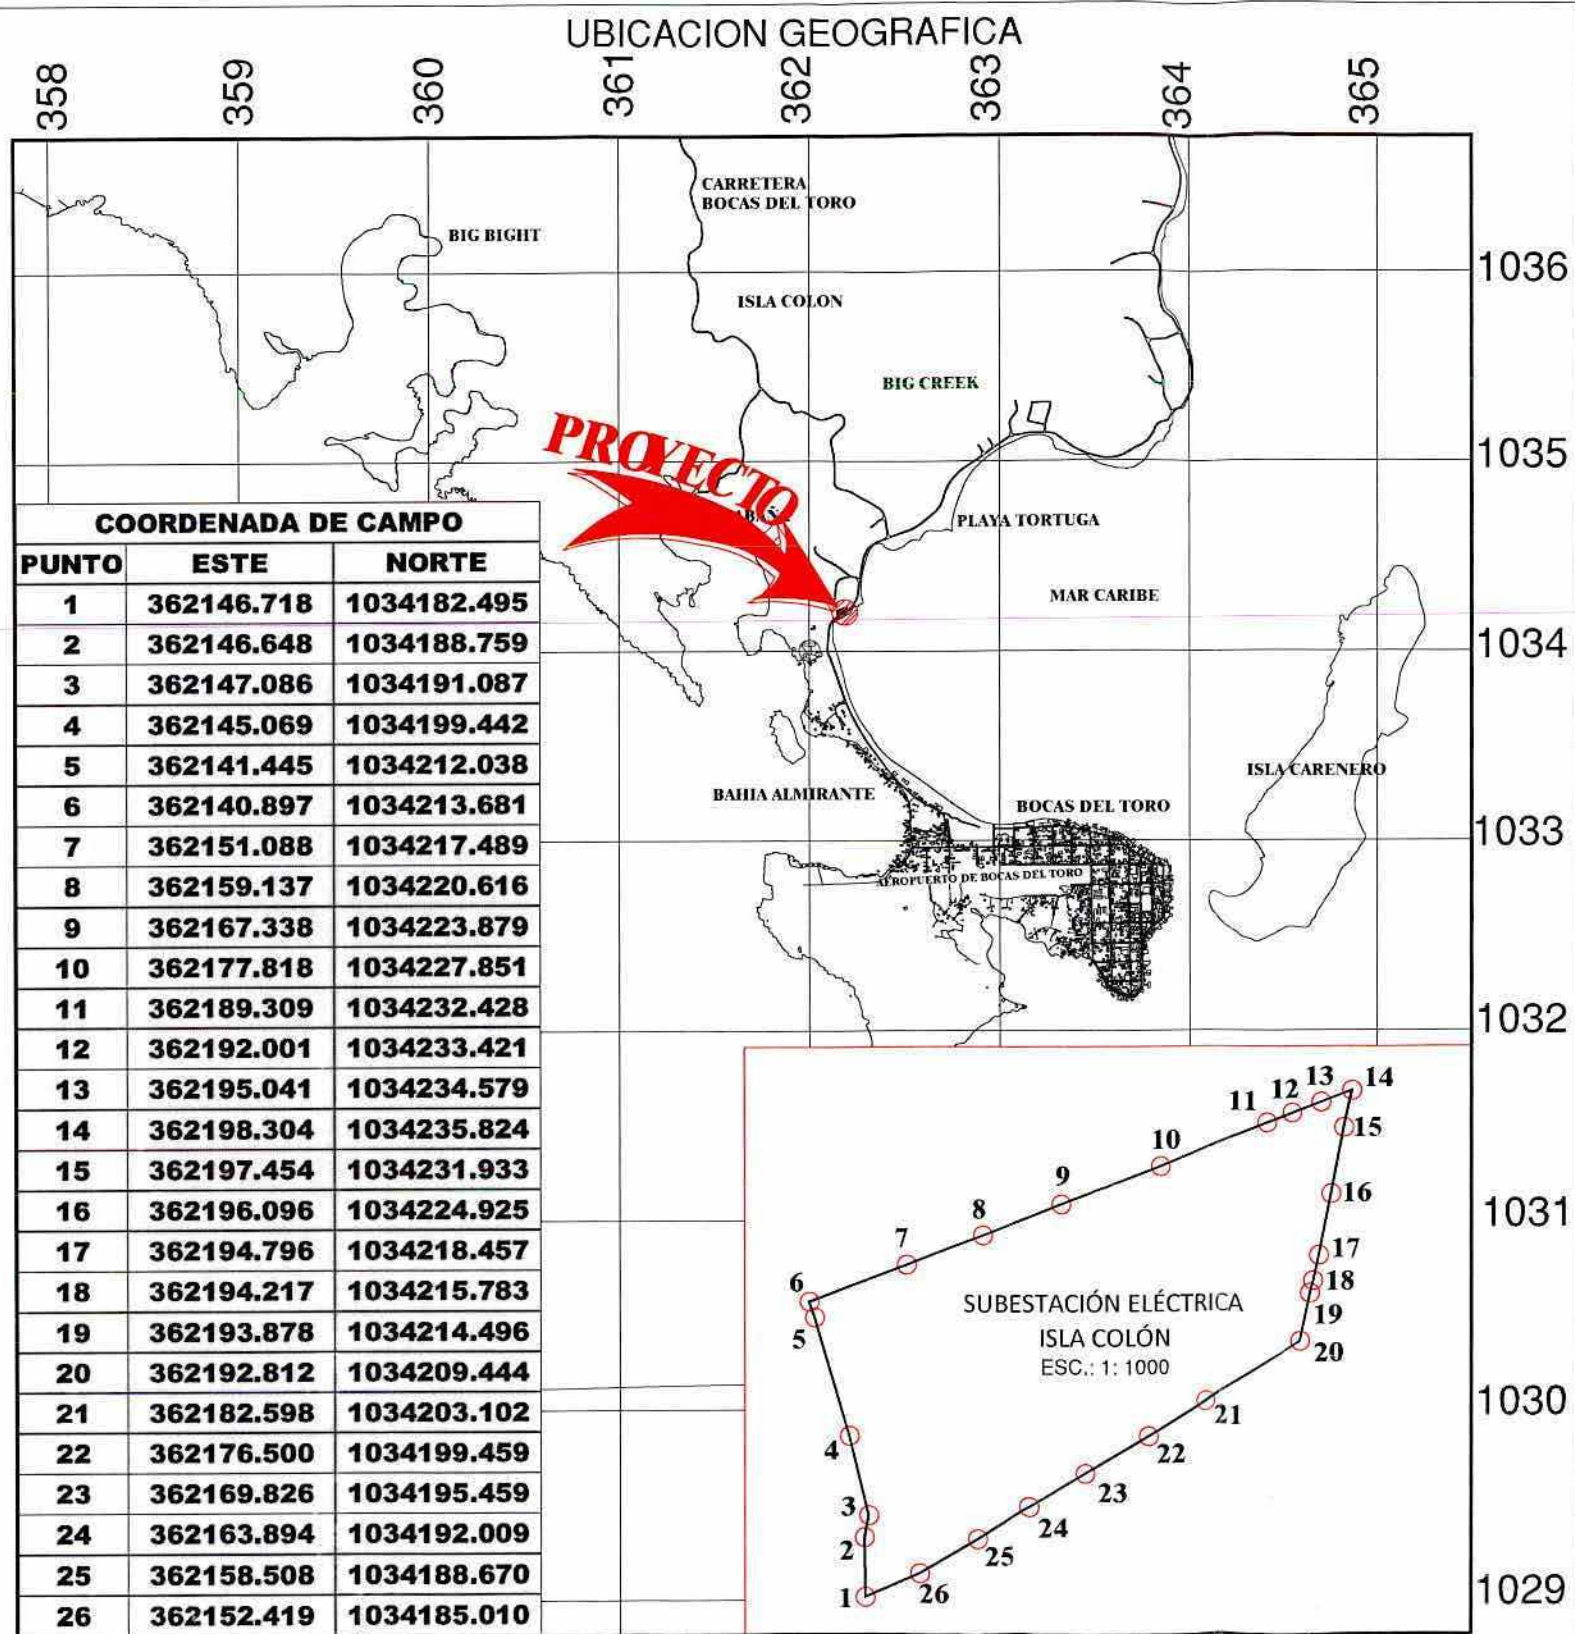 UBICACION GEOGRAFICA
358 359 360 361 362 363 364 365
CARRETERA
BOCAS DEL TORO
BIG BIGHT
1036
ISLA COLON
BIG CREEK
PROYECTO
1035
PLAYA TORTUGA
MAR CARIBE
1034
ISLA CARENERO
BAHIA ALMIRANTE
BOCAS DEL TORO
1033
AEROPUERTO DE BOCAS DEL TORO
1032
1031
1030
1029
COORDENADA DE CAMPO
PUNTO ESTE NORTE
1 362146.718 1034182.495
2 362146.648 1034188.759
3 362147.086 1034191.087
4 362145.069 1034199.442
5 362141.445 1034212.038
6 362140.897 1034213.681
7 362151.088 1034217.489
8 362159.137 1034220.616
9 362167.338 1034223.879
10 362177.818 1034227.851
11 362189.309 1034232.428
12 362192.001 1034233.421
13 362195.041 1034234.579
14 362198.304 1034235.824
15 362197.454 1034231.933
16 362196.096 1034224.925
17 362194.796 1034218.457
18 362194.217 1034215.783
19 362193.878 1034214.496
20 362192.812 1034209.444
21 362182.598 1034203.102
22 362176.500 1034199.459
23 362169.826 1034195.459
24 362163.894 1034192.009
25 362158.508 1034188.670
26 362152.419 1034185.010
14
13
12
11
15
10
16
9
8
7
17
6
18
SUBESTACIÓN ELÉCTRICA
19
5
ISLA COLÓN
20
ESC.: 1: 1000
21
4
22
23
3
24
2
25
26
1